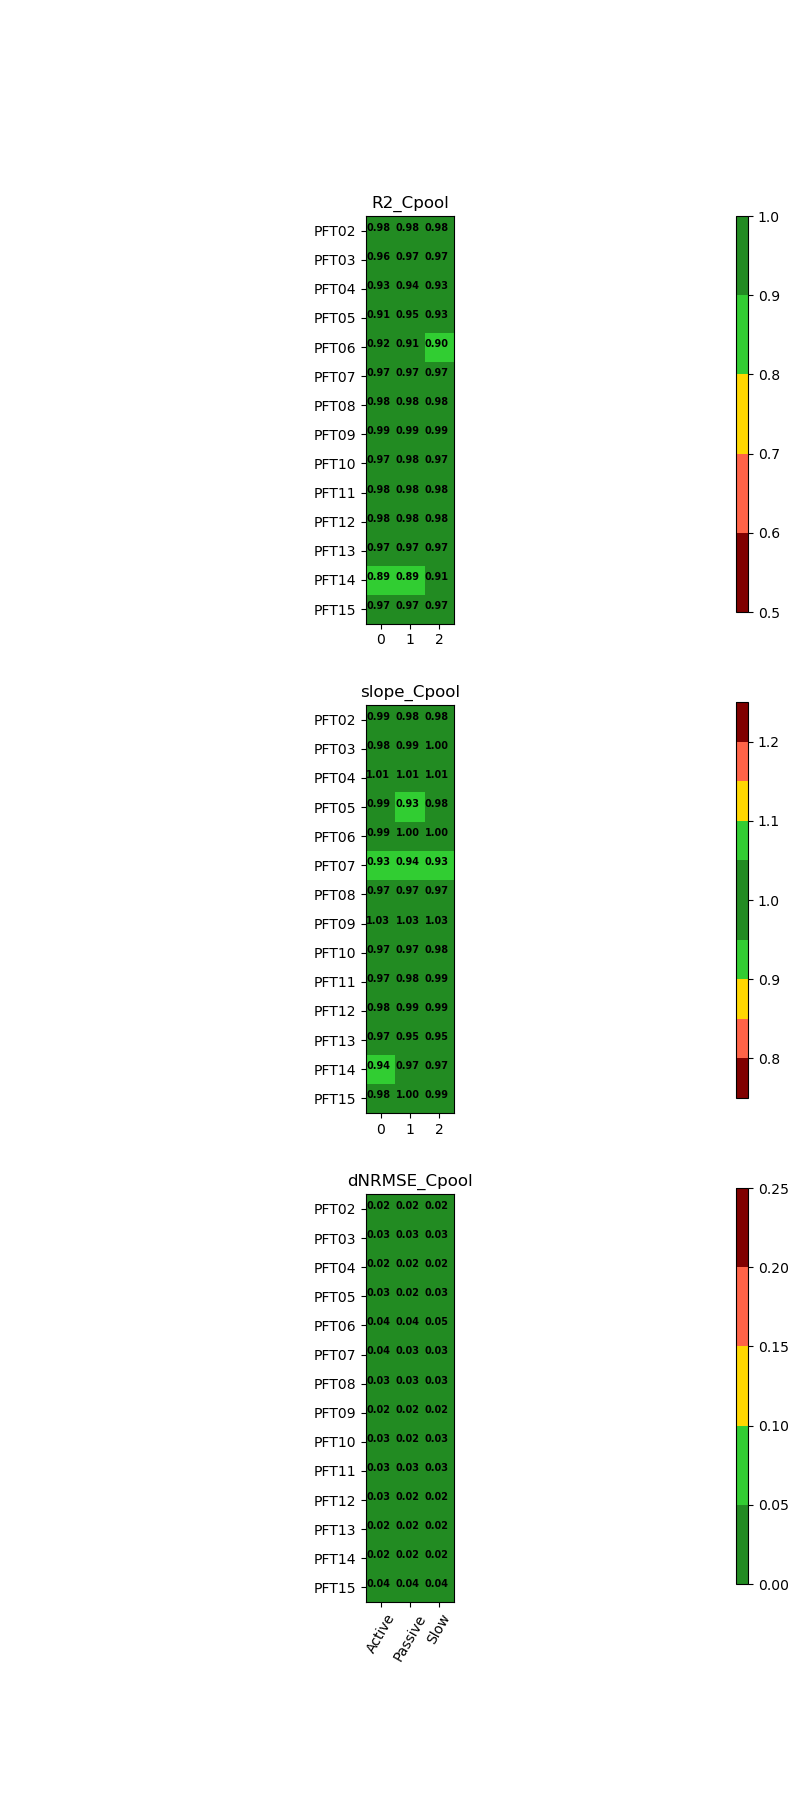 R2_Cpool
PFT02 0.98 0.98 0.98
PFT03 0.96 0.97 0.97
PFT04 0.93 0.94 0.93
PFT05 0.91 0.95 0.93
PFT06 0.92 0.91 0.90
PFT07 0.97 0.97 0.97
PFT08 0.98 0.98 0.98
PFT09 0.99 0.99 0.99
PFT10 0.97 0.98 0.97
PFT11 0.98 0.98 0.98
PFT12 0.98 0.98 0.98
PFT13 0.97 0.97 0.97
PFT14 0.89 0.89 0.91
PFT15 0.97 0.97 0.97
0 1 2
1.0
0.9
0.8
0.7
0.6
0.5
slope_Cpool
PFT02 0.99 0.98 0.98
PFT03 0.98 0.99 1.00
PFT04 1.01 1.01 1.01
PFT05 0.99 0.93 0.98
PFT06 0.99 1.00 1.00
PFT07 0.93 0.94 0.93
PFT08 0.97 0.97 0.97
PFT09 1.03 1.03 1.03
PFT10 0.97 0.97 0.98
PFT11 0.97 0.98 0.99
PFT12 0.98 0.99 0.99
PFT13 0.97 0.95 0.95
PFT14 0.94 0.97 0.97
PFT15 0.98 1.00 0.99
0 1 2
1.2
1.1
1.0
0.9
0.8
dNRMSE_Cpool
PFT02 0.02 0.02 0.02
PFT03 0.03 0.03 0.03
PFT04 0.02 0.02 0.02
PFT05 0.03 0.02 0.03
PFT06 0.04 0.04 0.05
PFT07 0.04 0.03 0.03
PFT08 0.03 0.03 0.03
PFT09 0.02 0.02 0.02
PFT10 0.03 0.02 0.03
PFT11 0.03 0.03 0.03
PFT12 0.03 0.02 0.02
PFT13 0.02 0.02 0.02
PFT14 0.02 0.02 0.02
PFT15 0.04 0.04 0.04
Active Passive Slow
0.25
0.20
0.15
0.10
0.05
0.00